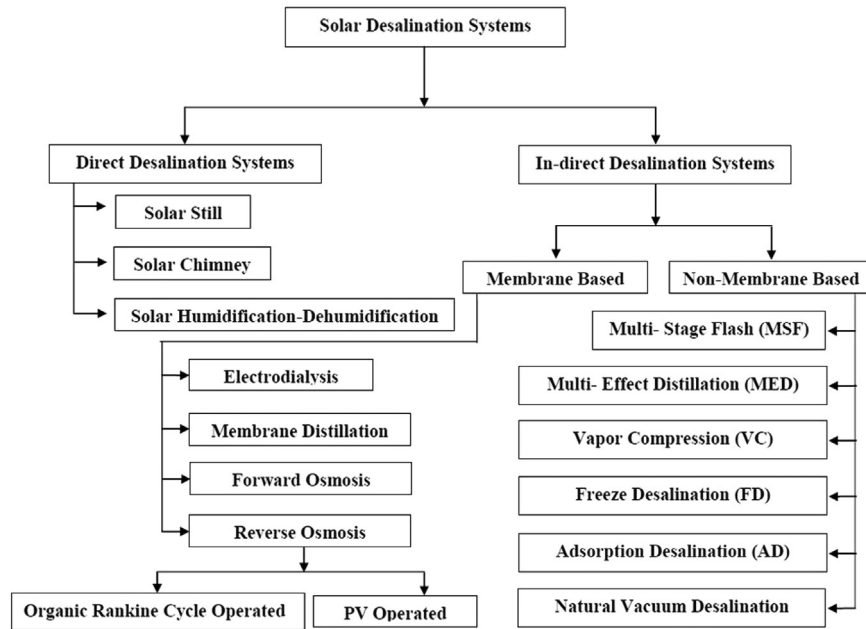 Solar Desalination Systems
Direct Desalination Systems
In-direct Desalination Systems
Solar Still
Solar Chimney
Solar Humidification-Dehumidification
Membrane Based
Non-Membrane Based
Electrodialysis
Membrane Distillation
Forward Osmosis
Reverse Osmosis
Organic Rankine Cycle Operated
PV Operated
Multi- Stage Flash (MSF)
Multi- Effect Distillation (MED)
Vapor Compression (VC)
Freeze Desalination (FD)
Adsorption Desalination (AD)
Natural Vacuum Desalination